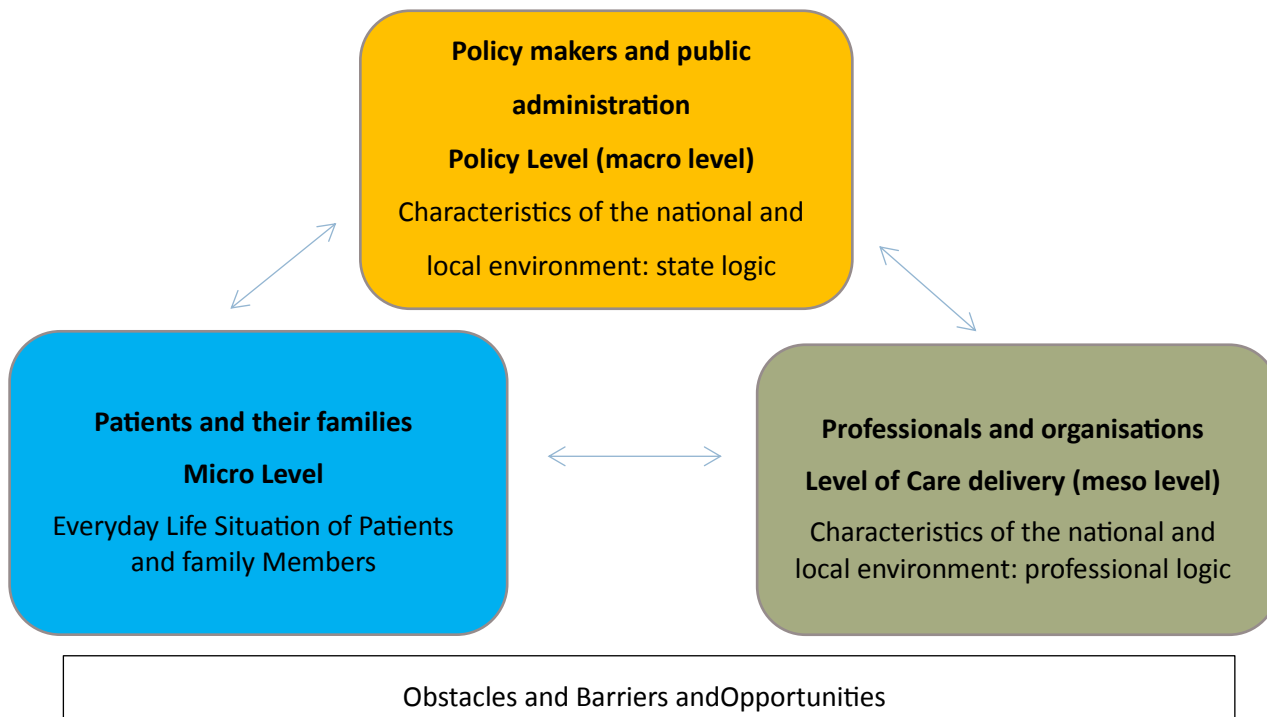 Policy makers and public
administration
Policy Level (macro level)
Characteristics of the national and
local environment: state logic
Patients and their families
Micro Level
Everyday Life Situation of Patients
and family Members
Professionals and organisations
Level of Care delivery (meso level)
Characteristics of the national and
local environment: professional logic
Obstacles and Barriers andOpportunities